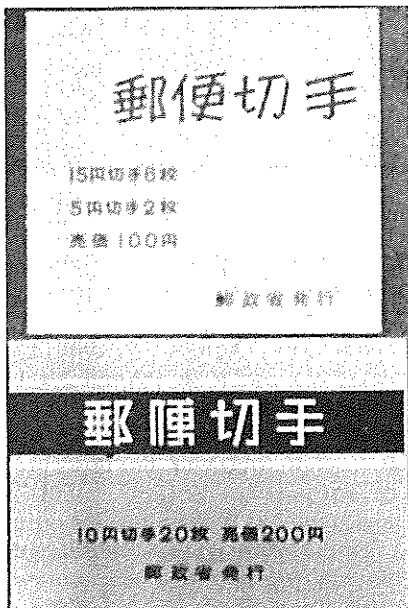 郵便切手
15円切手6枚
5円切手2枚
売価100円
郵政省発行
郵便切手
10円切手20枚 売価200円
郵政省発行